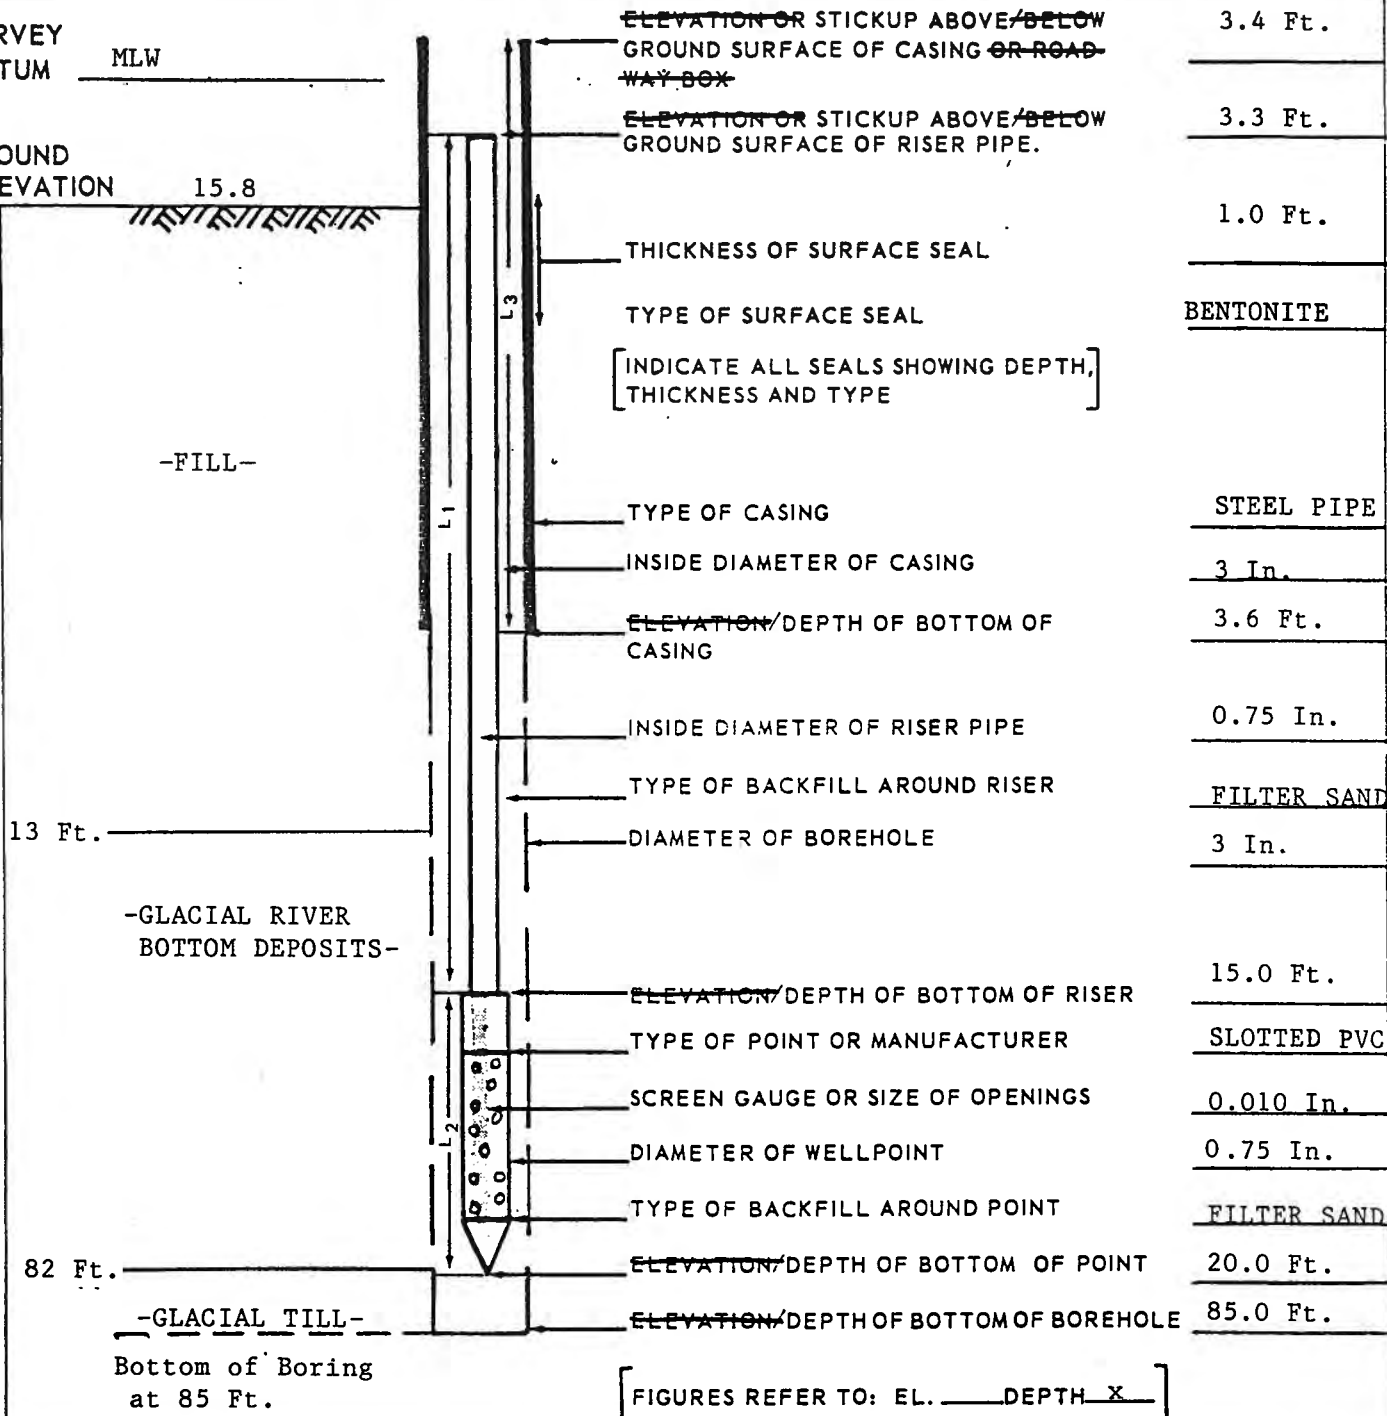 RVEY
TUM MLW
OUND
EVATION 15.8
ELEVATION OR STICKUP ABOVE/BELOW 3.4 Ft.
GROUND SURFACE OF CASING OR ROAD-
WAY BOX
ELEVATION OR STICKUP ABOVE/BELOW 3.3 Ft.
GROUND SURFACE OF RISER PIPE.
1.0 Ft.
THICKNESS OF SURFACE SEAL
TYPE OF SURFACE SEAL BENTONITE
[INDICATE ALL SEALS SHOWING DEPTH,
THICKNESS AND TYPE]
L3
-FILL-
L1
TYPE OF CASING STEEL PIPE
INSIDE DIAMETER OF CASING 3 In.
ELEVATION/DEPTH OF BOTTOM OF 3.6 Ft.
CASING
INSIDE DIAMETER OF RISER PIPE 0.75 In.
TYPE OF BACKFILL AROUND RISER FILTER SAND
13 Ft.
DIAMETER OF BOREHOLE 3 In.
-GLACIAL RIVER
BOTTOM DEPOSITS-
ELEVATION/DEPTH OF BOTTOM OF RISER 15.0 Ft.
TYPE OF POINT OR MANUFACTURER SLOTTED PVC
SCREEN GAUGE OR SIZE OF OPENINGS 0.010 In.
L2
DIAMETER OF WELLPOINT 0.75 In.
TYPE OF BACKFILL AROUND POINT FILTER SAND
82 Ft.
ELEVATION/DEPTH OF BOTTOM OF POINT 20.0 Ft.
-GLACIAL TILL-
ELEVATION/DEPTH OF BOTTOM OF BOREHOLE 85.0 Ft.
Bottom of Boring
at 85 Ft.
[FIGURES REFER TO: EL. ____ DEPTH X ]